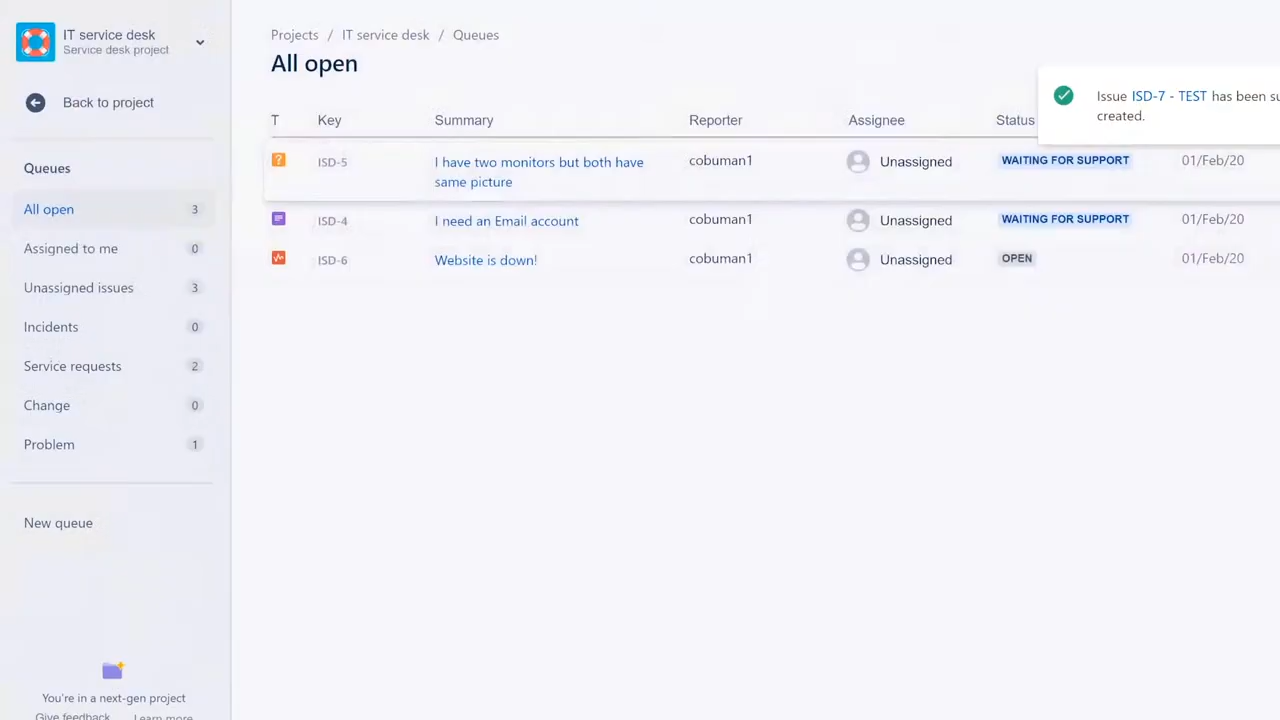 IT service desk
Service desk project
Back to project
Queues
All open 3
Assigned to me 0
Unassigned issues 3
Incidents 0
Service requests 2
Change 0
Problem 1
New queue
You're in a next-gen project
Give feedback Learn more
Projects / IT service desk / Queues
All open
T Key Summary Reporter Assignee Status
ISD-5 I have two monitors but both have same picture cobuman1 Unassigned WAITING FOR SUPPORT 01/Feb/20
ISD-4 I need an Email account cobuman1 Unassigned WAITING FOR SUPPORT 01/Feb/20
ISD-6 Website is down! cobuman1 Unassigned OPEN 01/Feb/20
Issue ISD-7 - TEST has been su
created.